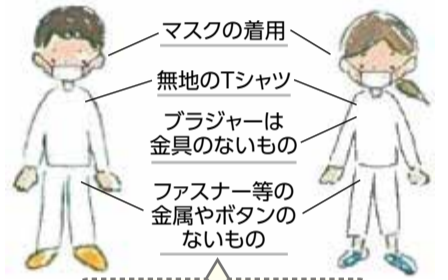 マスクの着用
無地のTシャツ
ブラジャーは
金具のないもの
ファスナー等の
金属やボタンの
ないもの